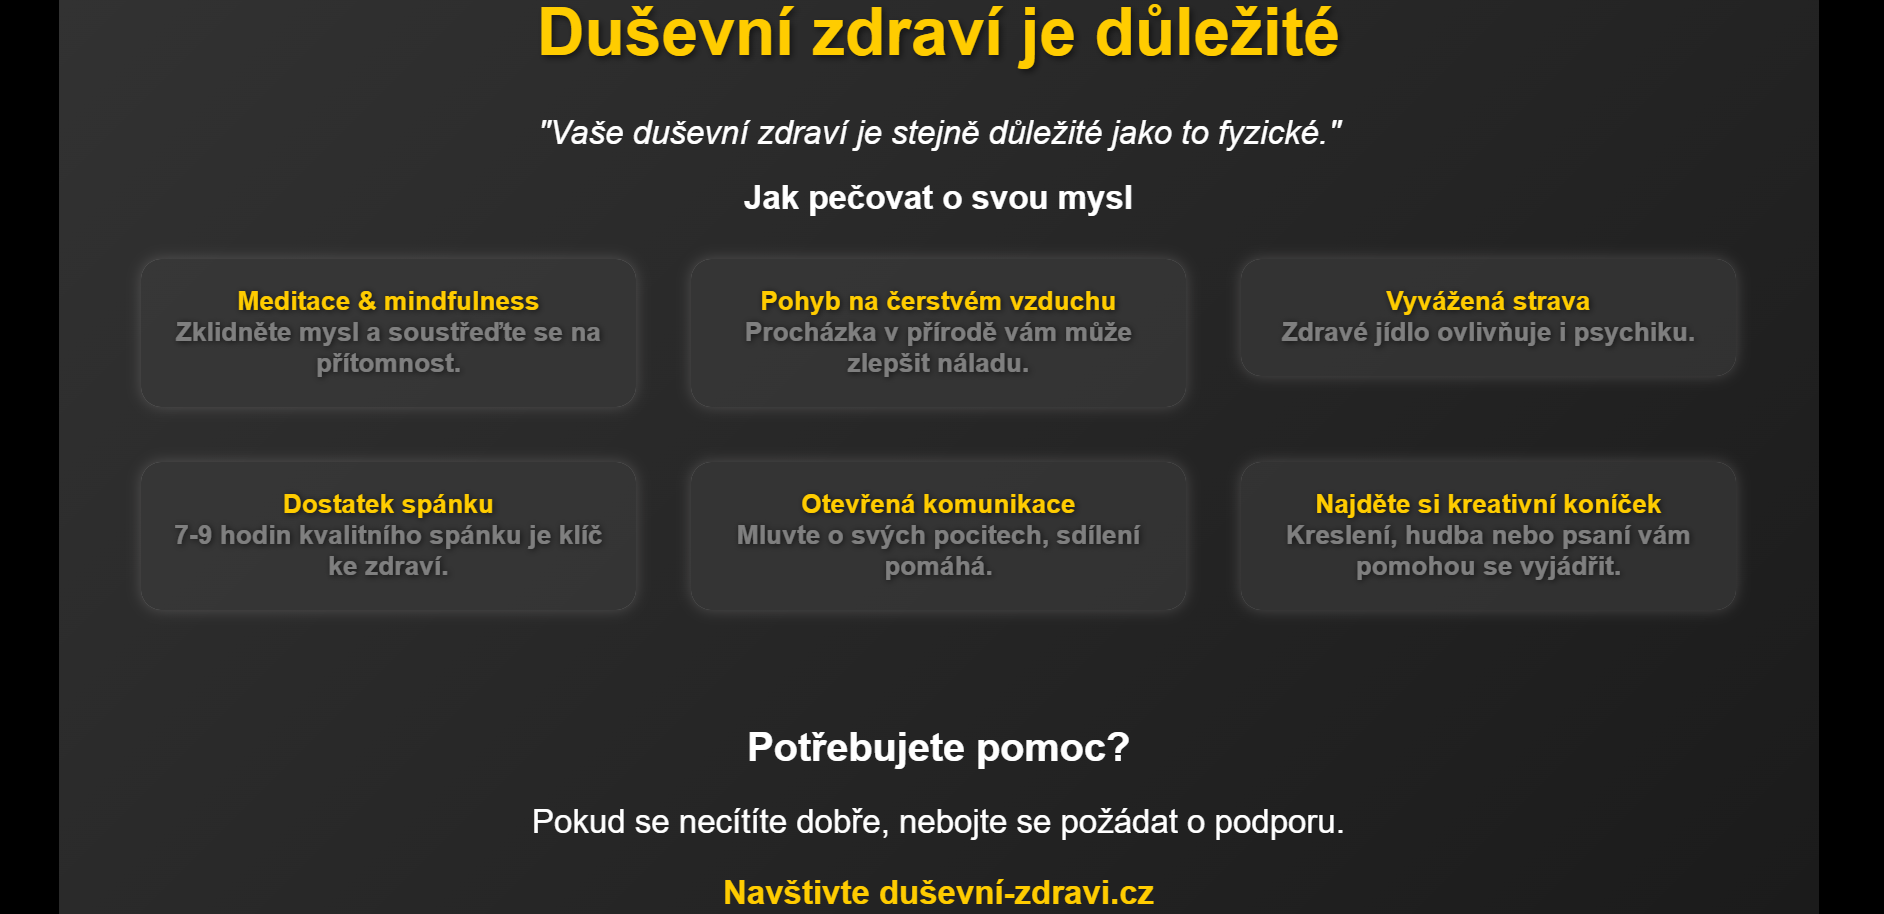 Duševní zdraví je důležité
"Vaše duševní zdraví je stejně důležité jako to fyzické."
Jak pečovat o svou mysl
Meditace & mindfulness
Zklidněte mysl a soustřeďte se na
přítomnost.
Pohyb na čerstvém vzduchu
Procházka v přírodě vám může
zlepšit náladu.
Vyvážená strava
Zdravé jídlo ovlivňuje i psychiku.
Dostatek spánku
7-9 hodin kvalitního spánku je klíč
ke zdraví.
Otevřená komunikace
Mluvte o svých pocitech, sdílení
pomáhá.
Najděte si kreativní koníček
Kreslení, hudba nebo psaní vám
pomohou se vyjádřit.
Potřebujete pomoc?
Pokud se necítíte dobře, nebojte se požádat o podporu.
Navštivte duševní-zdravi.cz